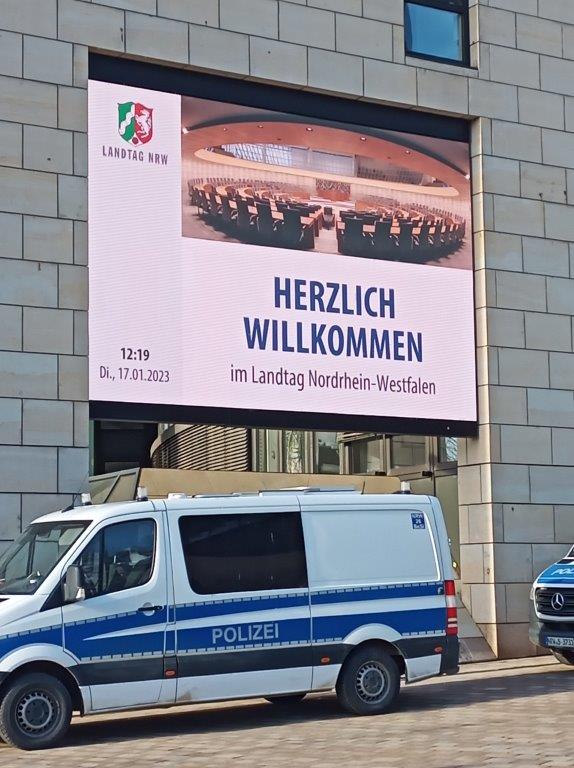 LANDTAG NRW
HERZLICH
WILLKOMMEN
im Landtag Nordrhein-Westfalen
12:19
Di., 17.01.2023
POLIZEI